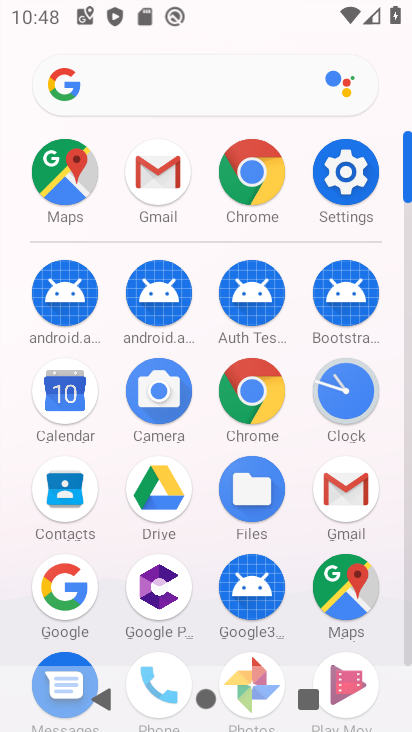 10:48
Maps Gmail Chrome Settings
android.a... android.a... Auth Tes... Bootstra...
10
Calendar Camera Chrome Clock
Contacts Drive Files Gmail
Google Google P... Google3... Maps
Messages Phone Photos Play Mov